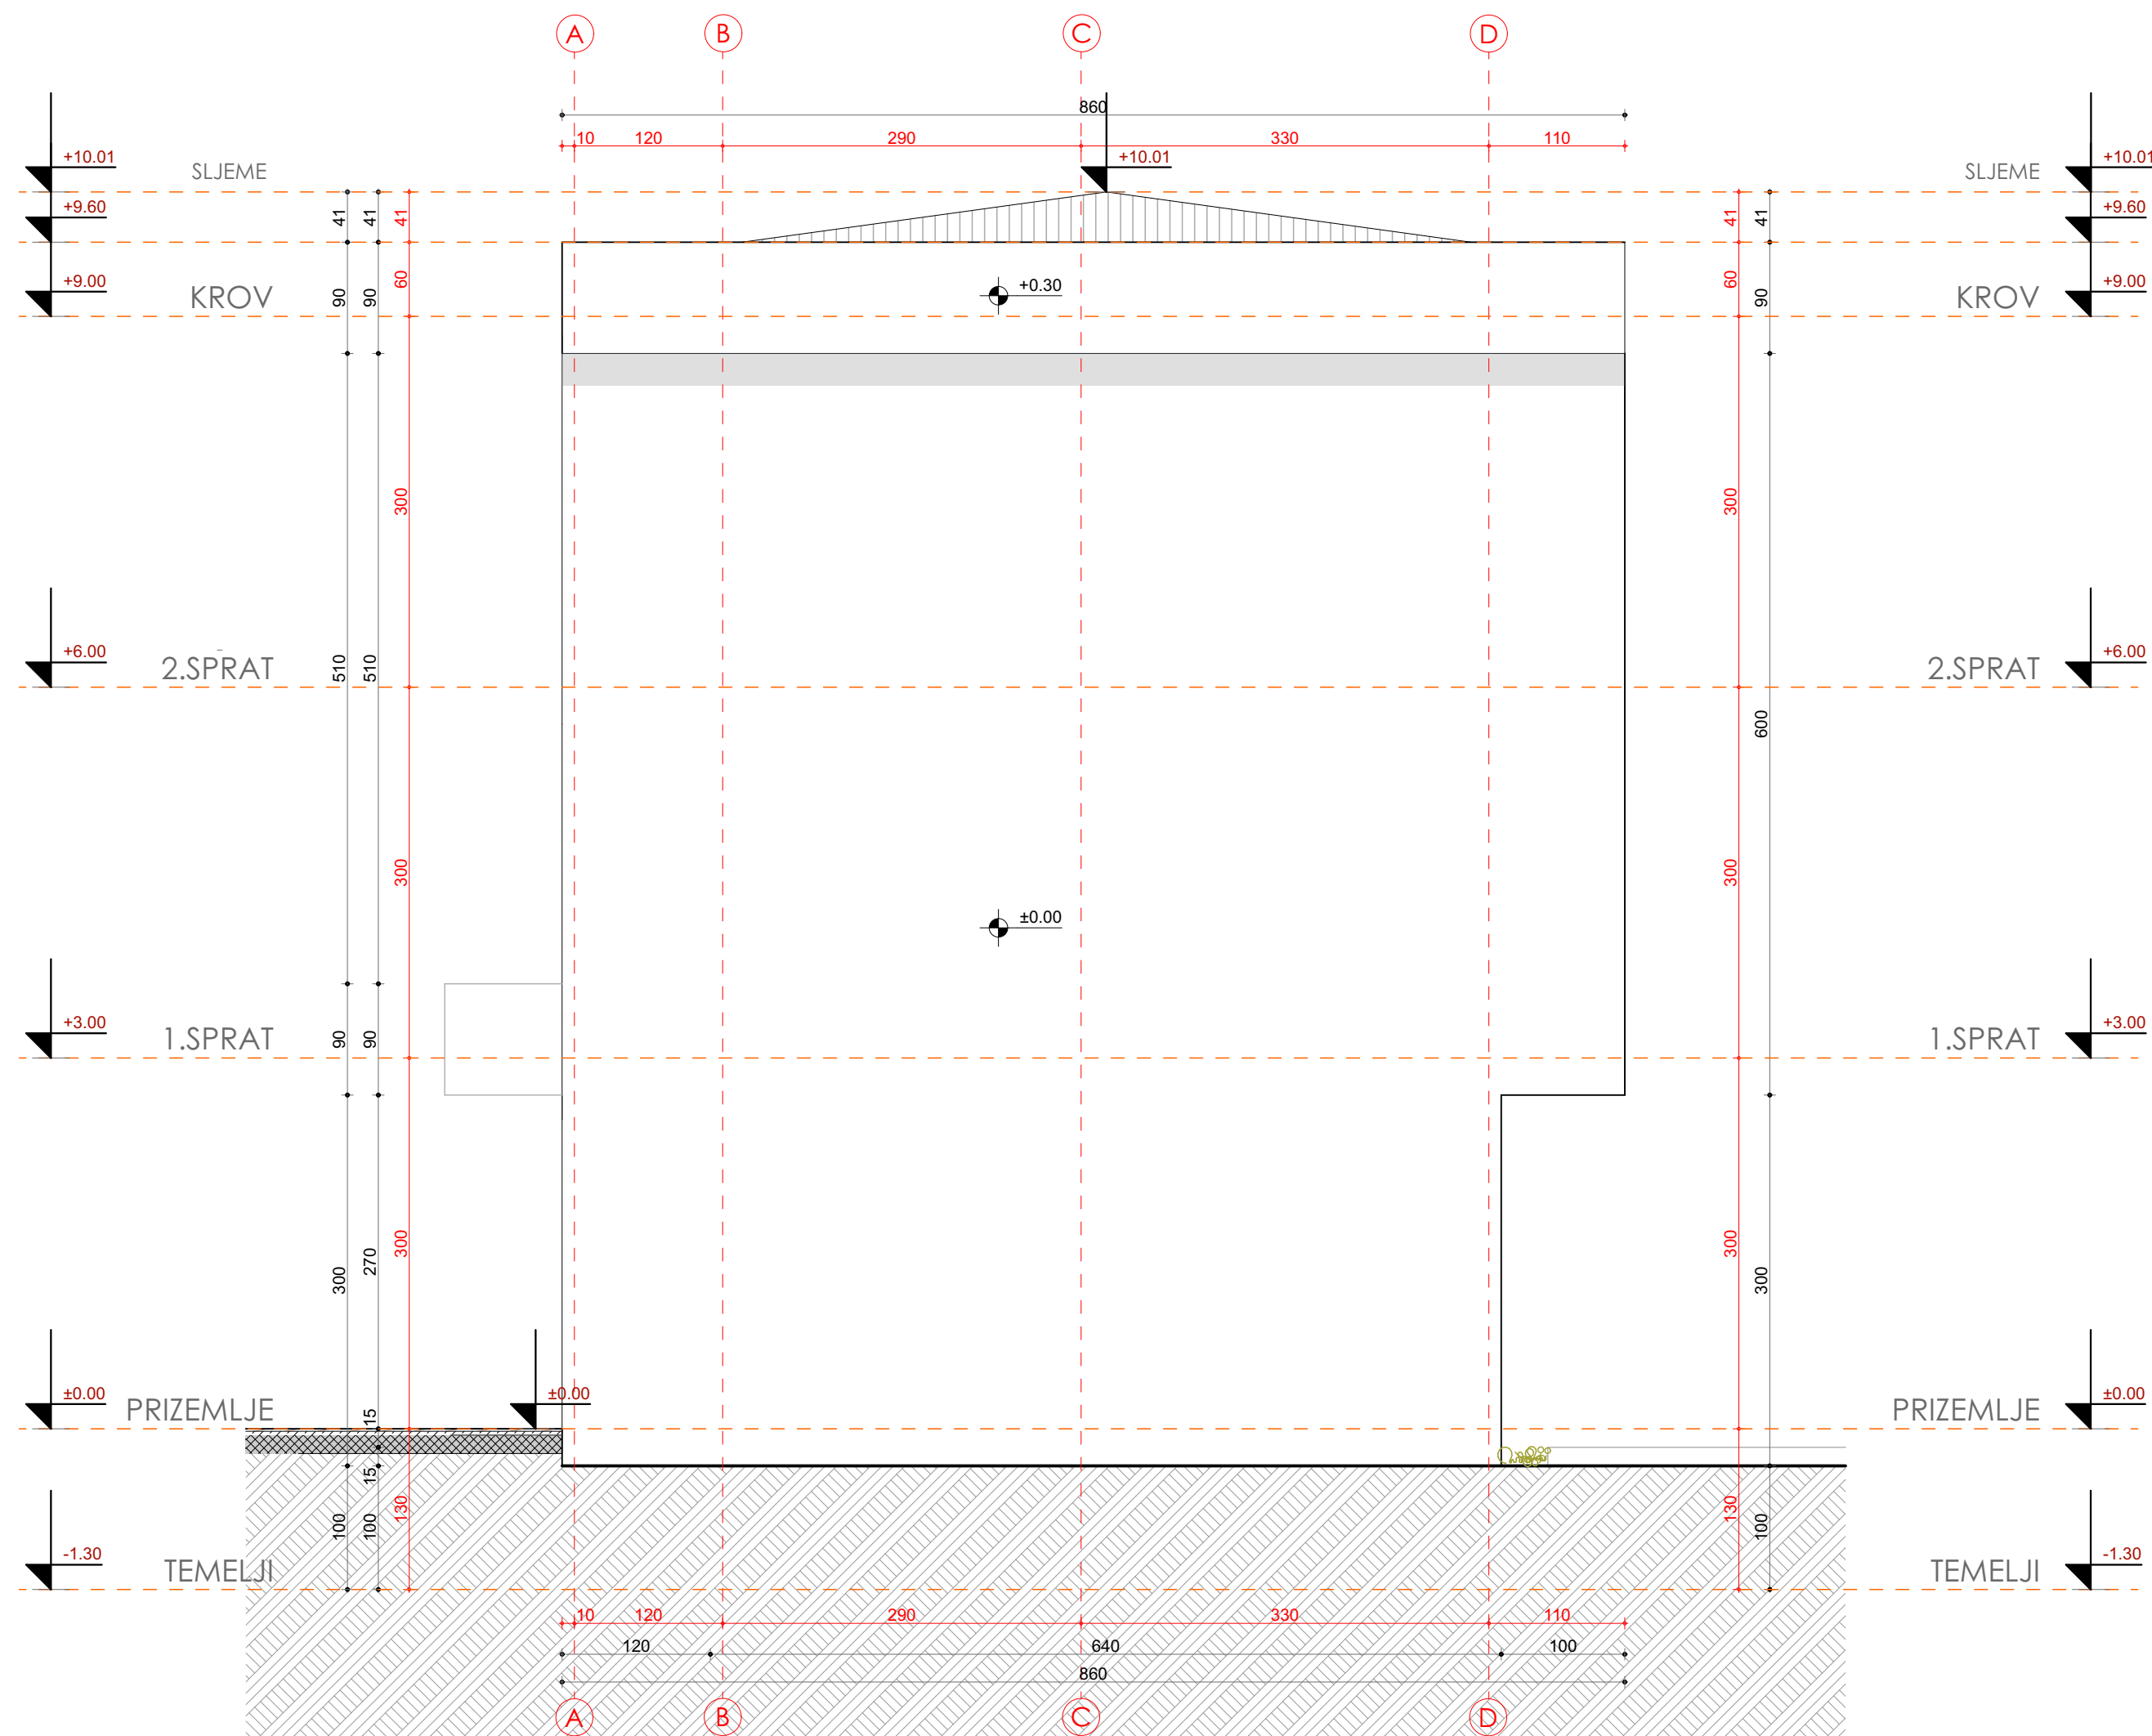 A B C D
860
10 120 290 330 110
+10.01 SLJEME +10.01 SLJEME +10.01
41 41 41 41 41
+9.60 +9.60
90 90 60 60 90
+9.00 KROV +0.30 KROV +9.00
300 300
+6.00 2.SPRAT 510 510 2.SPRAT +6.00
600
300 300
±0.00
+3.00 1.SPRAT 90 90 1.SPRAT +3.00
300 270 300 300 300
±0.00 PRIZEMLJE 15 ±0.00 PRIZEMLJE ±0.00
15
100 100 130 130 100
-1.30 TEMELJI TEMELJI -1.30
10 120 290 330 110
120 640 100
860
A B C D